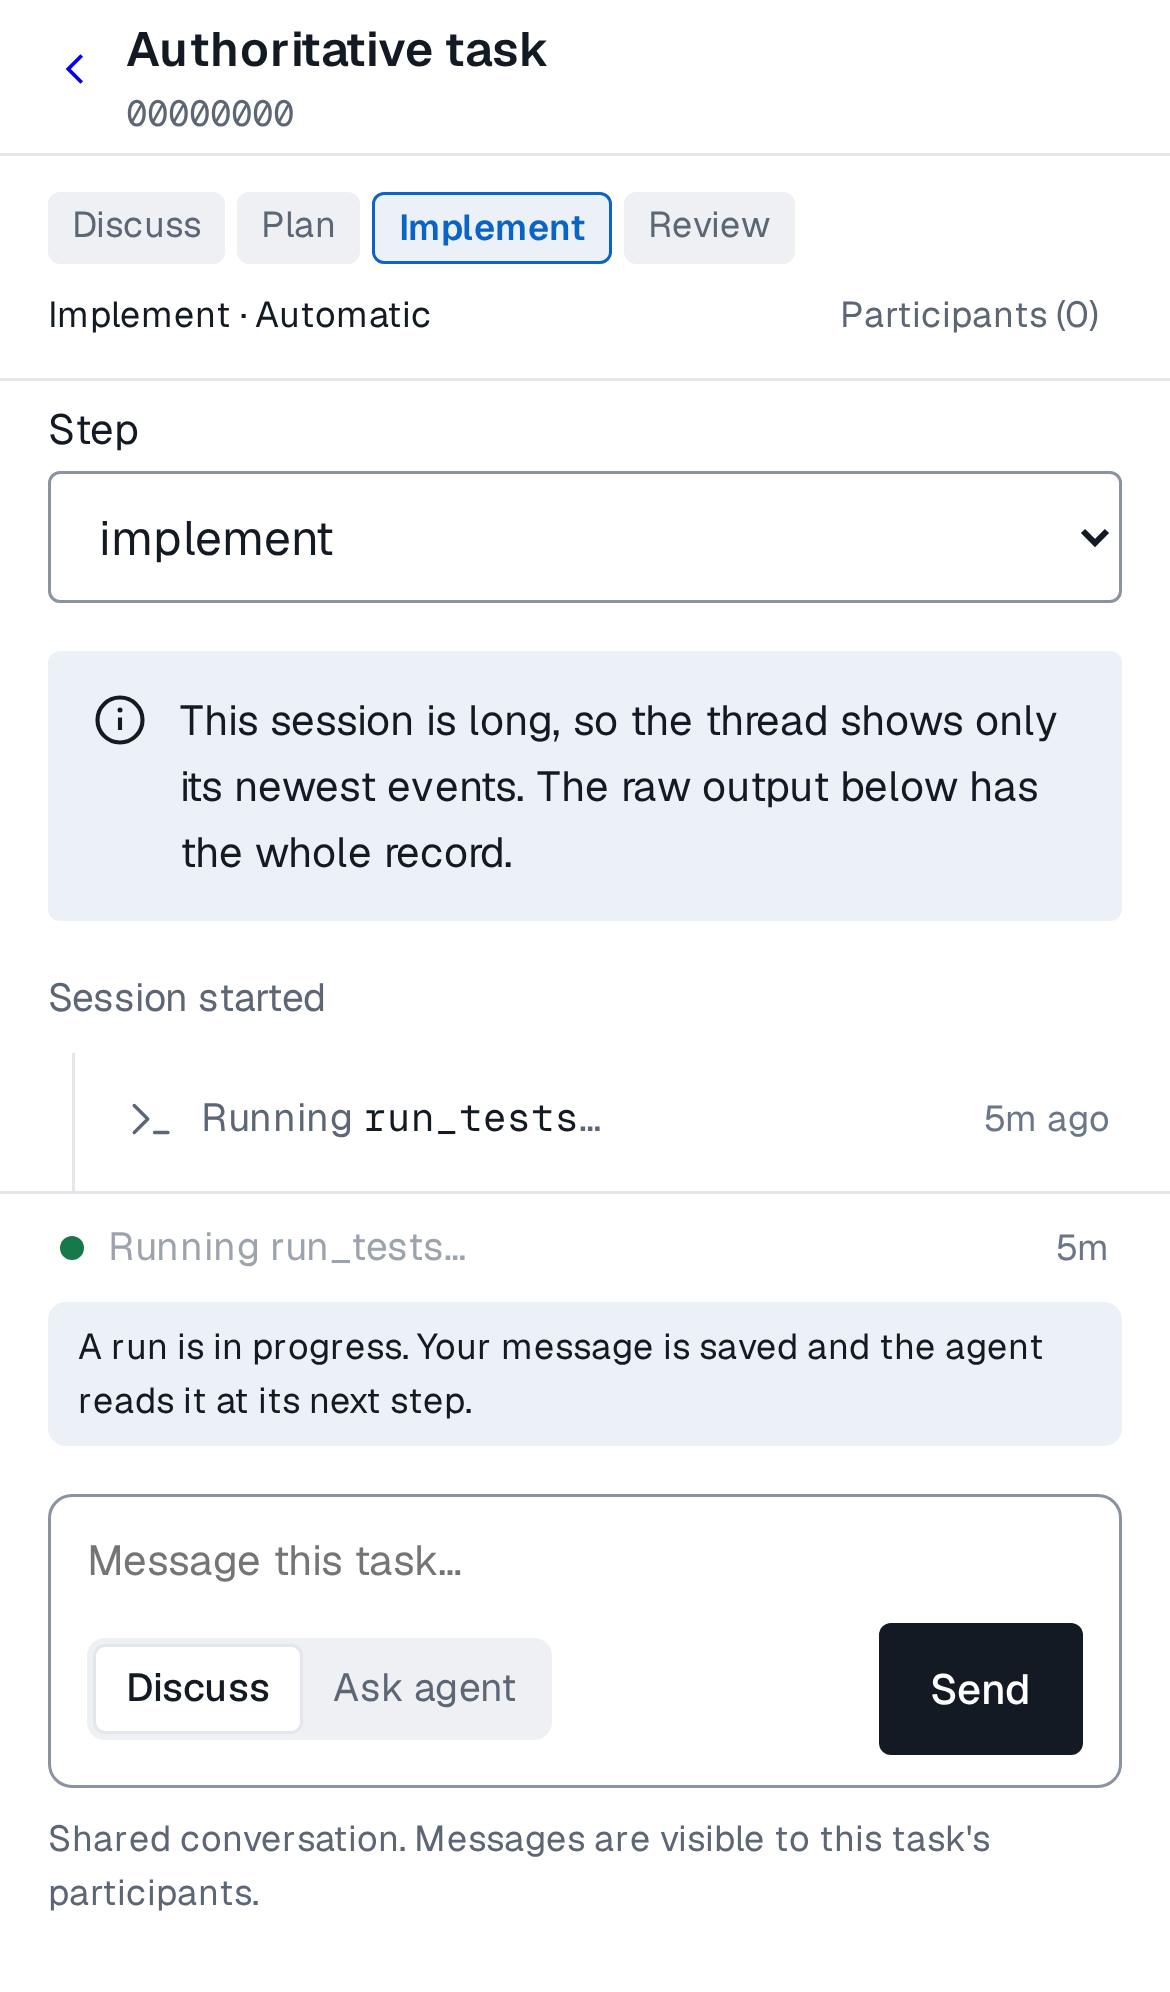 Authoritative task
00000000
Discuss
Plan
Implement
Review
Implement · Automatic
Participants (0)
Step
implement
This session is long, so the thread shows only
its newest events. The raw output below has
the whole record.
Session started
Running run_tests…
5m ago
Running run_tests…
5m
A run is in progress. Your message is saved and the agent
reads it at its next step.
Message this task…
Discuss
Ask agent
Send
Shared conversation. Messages are visible to this task's
participants.